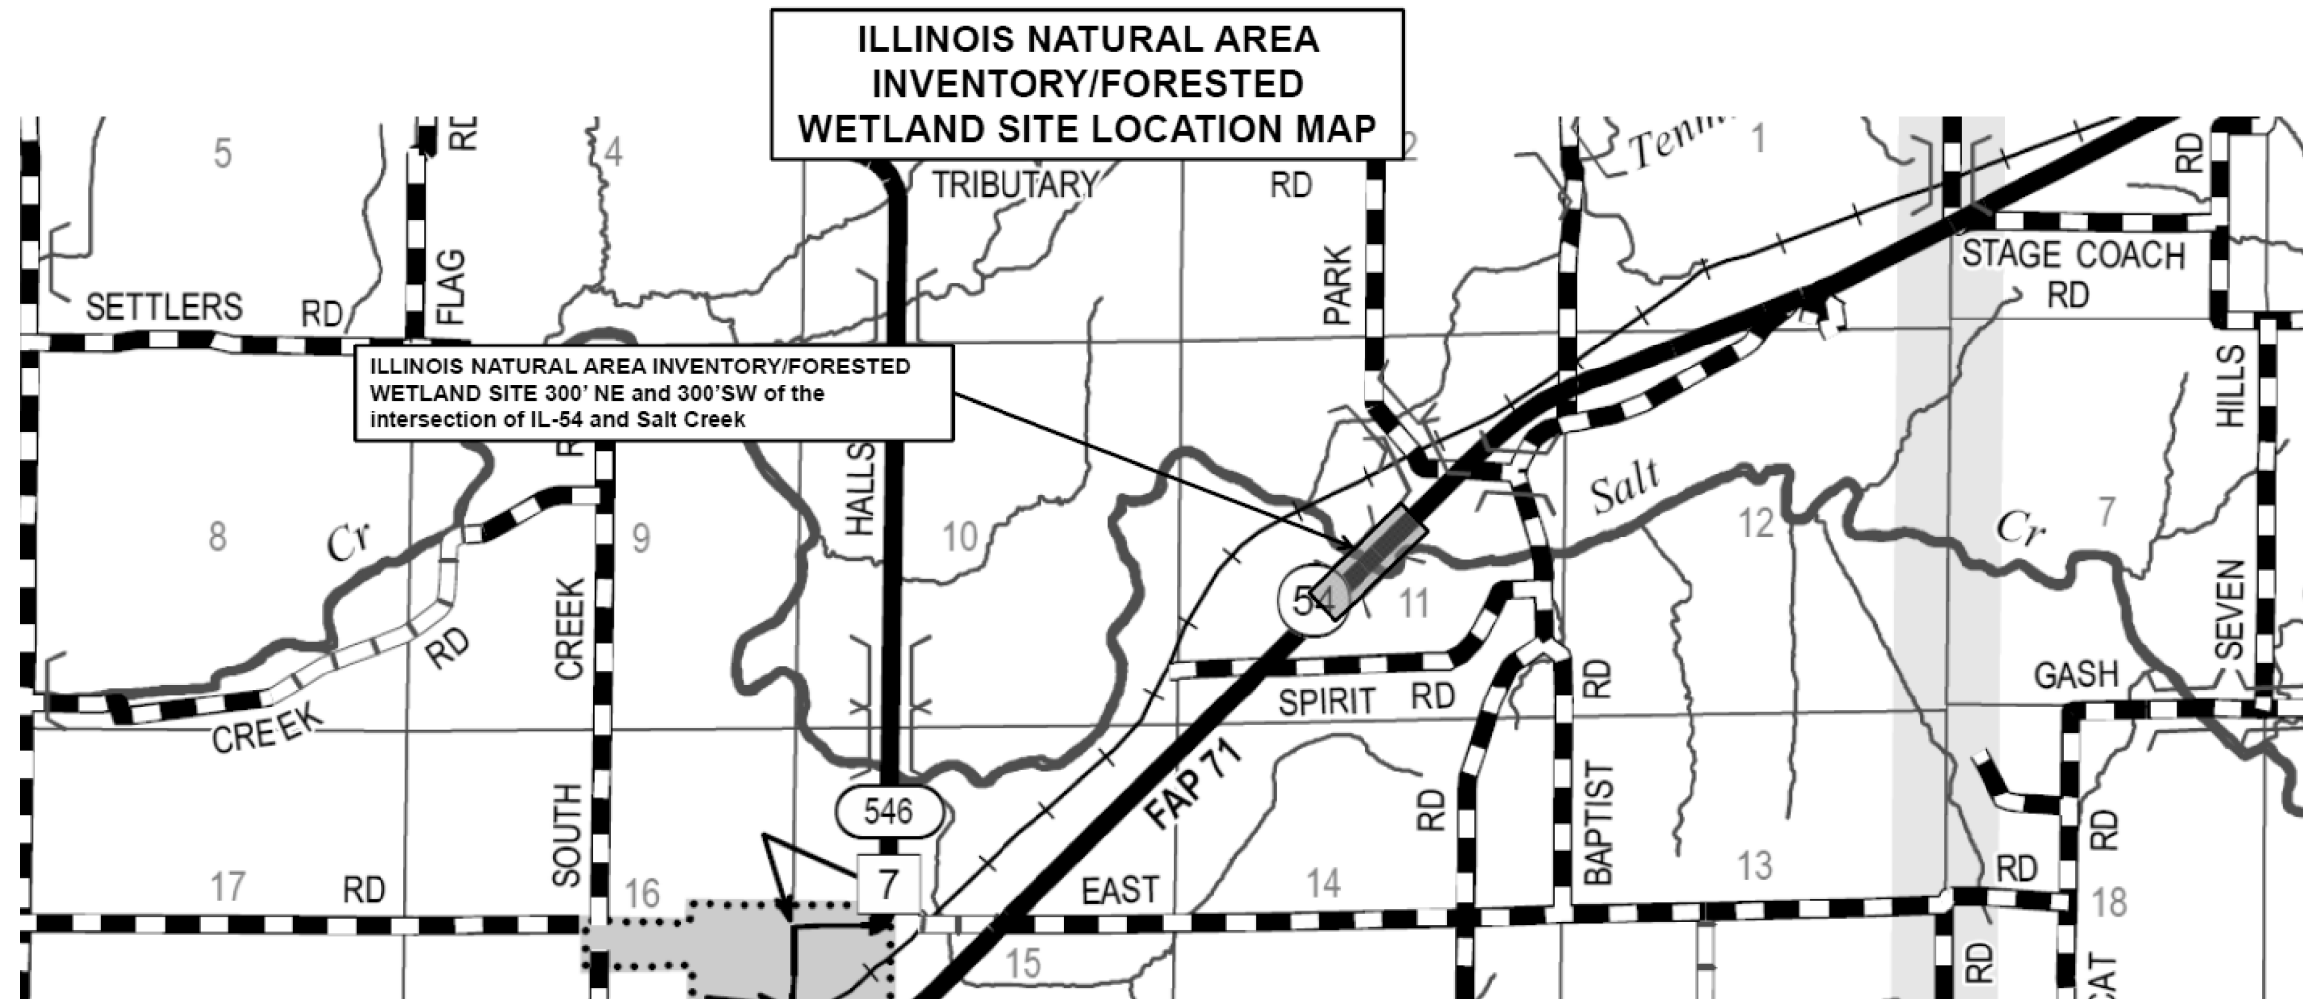 ILLINOIS NATURAL AREA
INVENTORY/FORESTED
WETLAND SITE LOCATION MAP
5
RD
4
2
1
RD
TRIBUTARY
RD
FLAG
PARK
STAGE COACH
RD
SETTLERS RD
ILLINOIS NATURAL AREA INVENTORY/FORESTED
WETLAND SITE 300' NE and 300'SW of the
intersection of IL-54 and Salt Creek
HILLS
HALLS
Salt
8
Cr
9
10
12
Cr
7
54
11
CREEK
RD
SEVEN
SPIRIT RD
RD
GASH
CREEK
FAP 71
SOUTH
546
RD
BAPTIST
RD
7
17
RD
16
EAST
14
13
RD
18
15
RD